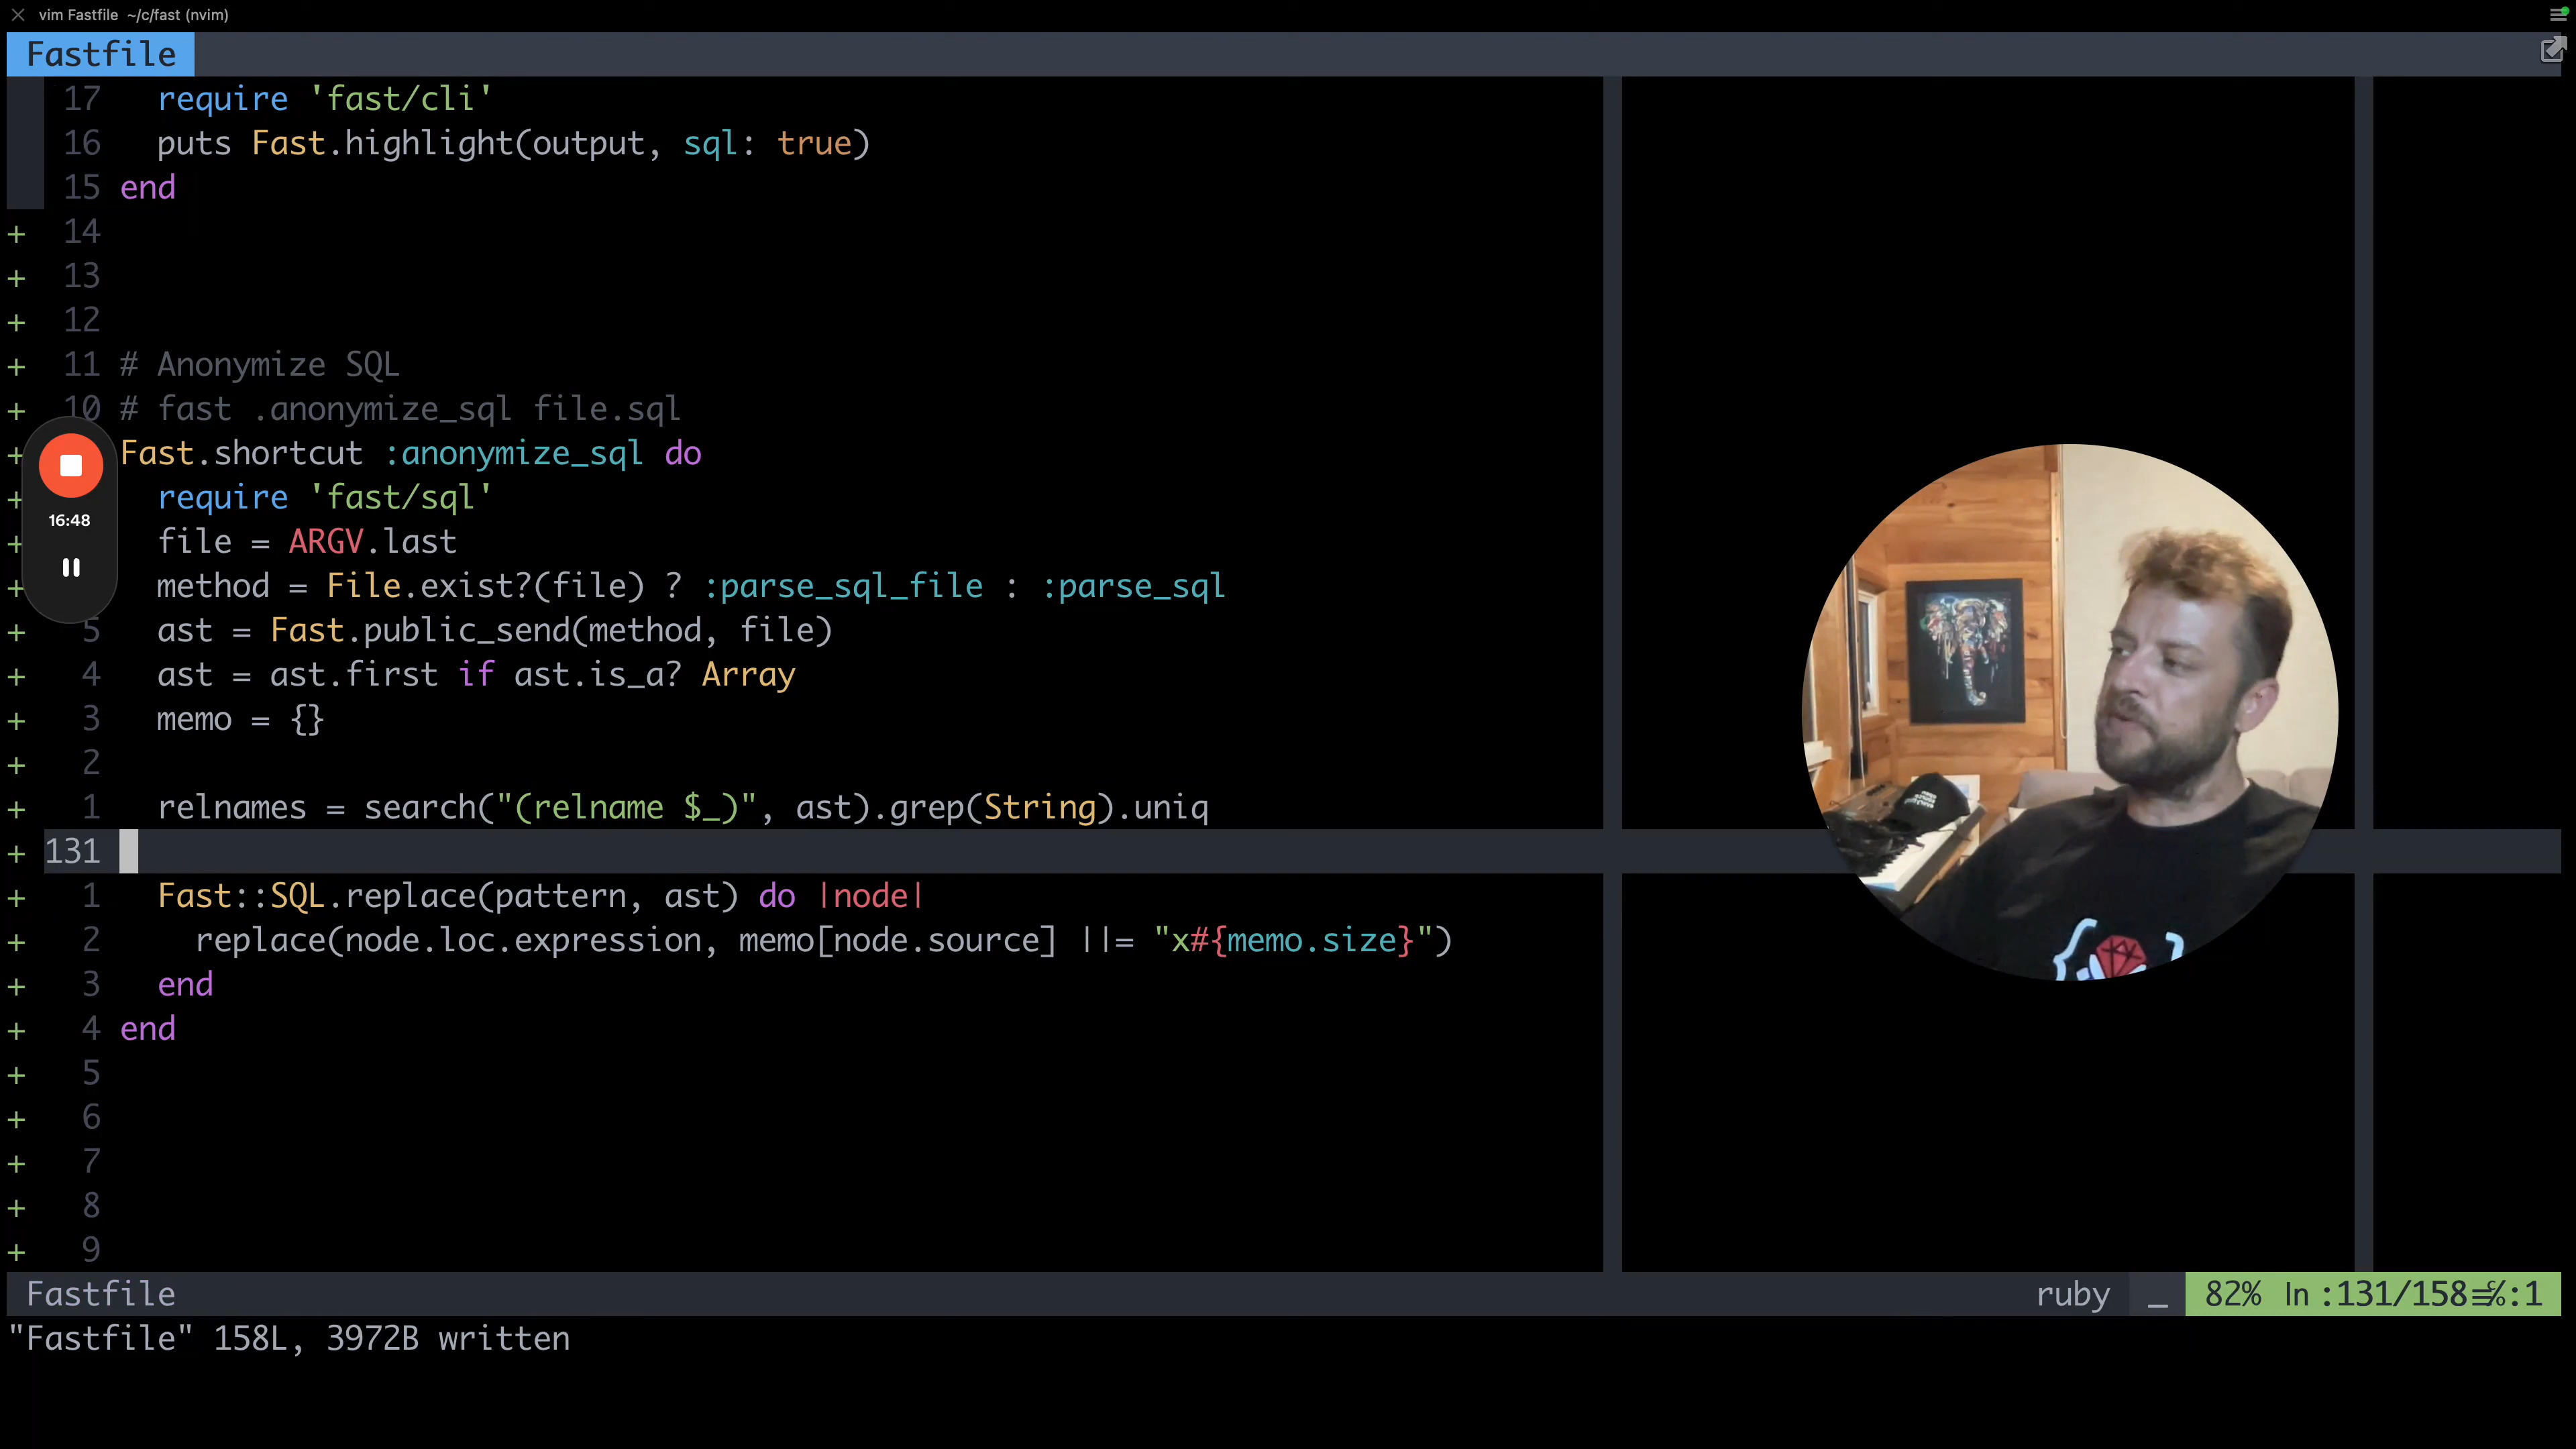 vim Fastfile ~/c/fast (nvim)
Fastfile
17 require 'fast/cli'
16 puts Fast.highlight(output, sql: true)
15 end
+ 14
+ 13
+ 12
+ 11 # Anonymize SQL
+ 10 # fast .anonymize_sql file.sql
+ Fast.shortcut :anonymize_sql do
+ require 'fast/sql'
16:48
+ file = ARGV.last
+ method = File.exist?(file) ? :parse_sql_file : :parse_sql
+ 5 ast = Fast.public_send(method, file)
+ 4 ast = ast.first if ast.is_a? Array
+ 3 memo = {}
+ 2
+ 1 relnames = search("(relname $_)", ast).grep(String).uniq
+ 131
+ 1 Fast::SQL.replace(pattern, ast) do |node|
+ 2 replace(node.loc.expression, memo[node.source] ||= "x#{memo.size}")
+ 3 end
+ 4 end
+ 5
+ 6
+ 7
+ 8
+ 9
Fastfile ruby _ 82% ln :131/158≡℅:1
"Fastfile" 158L, 3972B written